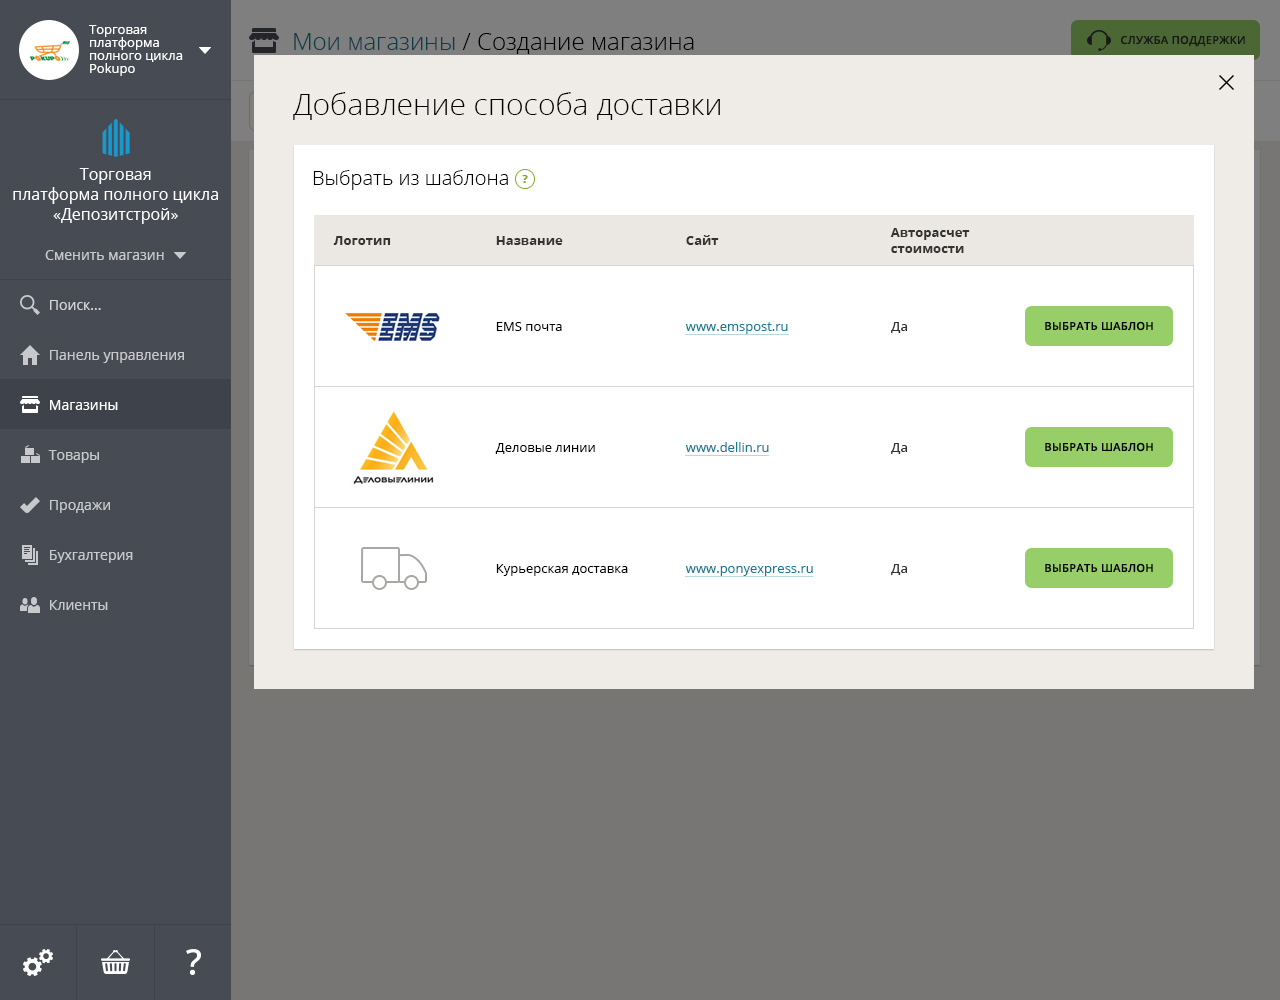 Торговая
платформа
полного цикла
Pokupo
POKUPO
Торговая
платформа полного цикла
«Депозитстрой»
Сменить магазин
Поиск...
Панель управления
Магазины
Товары
Продажи
Бухгалтерия
Клиенты
?
Мои магазины / Создание магазина
СЛУЖБА ПОДДЕРЖКИ
Добавление способа доставки
Выбрать из шаблона ?
Логотип Название Сайт Авторасчет
стоимости
EMS EMS почта www.emspost.ru Да ВЫБРАТЬ ШАБЛОН
ДЕЛОВЫЕЛИНИИ Деловые линии www.dellin.ru Да ВЫБРАТЬ ШАБЛОН
Курьерская доставка www.ponyexpress.ru Да ВЫБРАТЬ ШАБЛОН